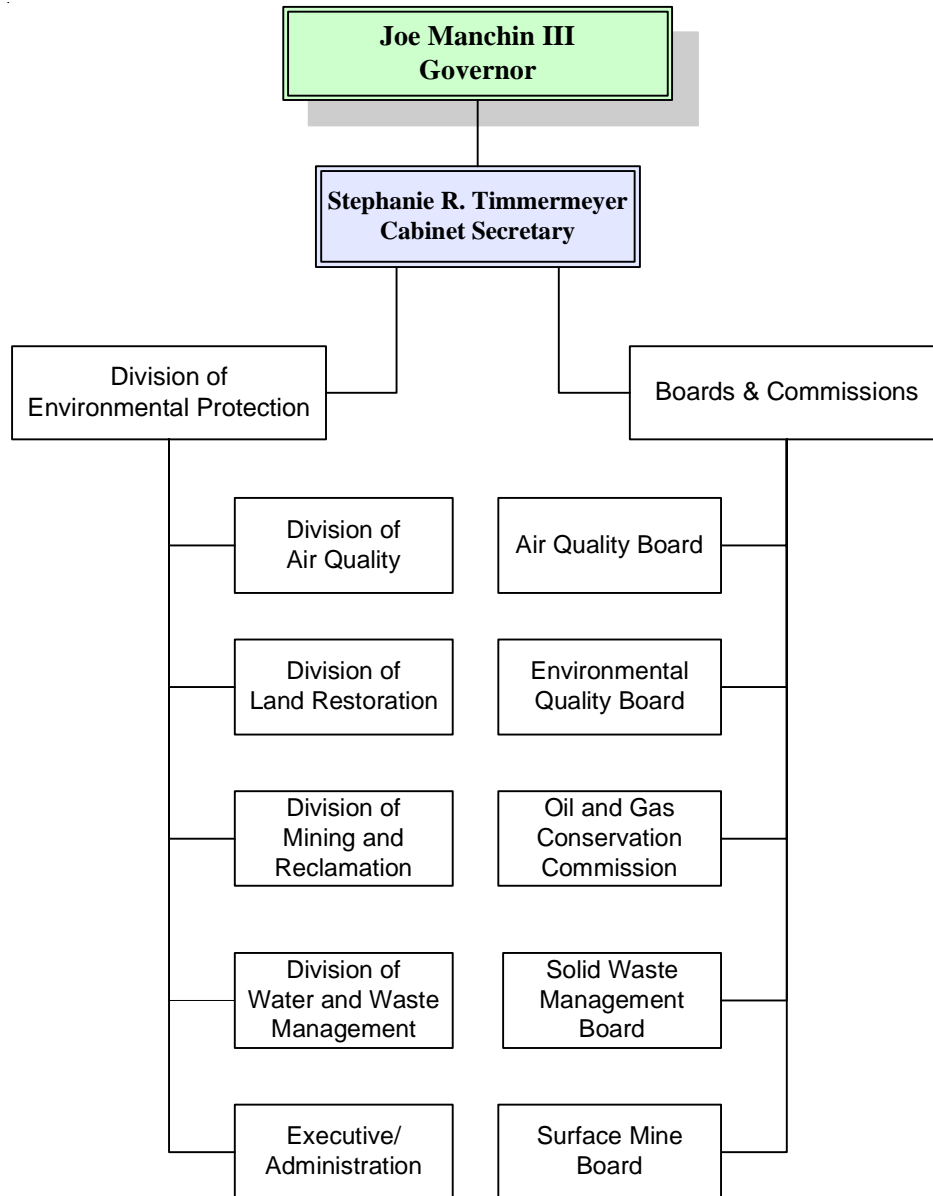 Joe Manchin III
Governor
Stephanie R. Timmermeyer
Cabinet Secretary
Division of
Environmental Protection
Boards & Commissions
Division of
Air Quality
Air Quality Board
Division of
Land Restoration
Environmental
Quality Board
Division of
Mining and
Reclamation
Oil and Gas
Conservation
Commission
Division of
Water and Waste
Management
Solid Waste
Management
Board
Executive/
Administration
Surface Mine
Board